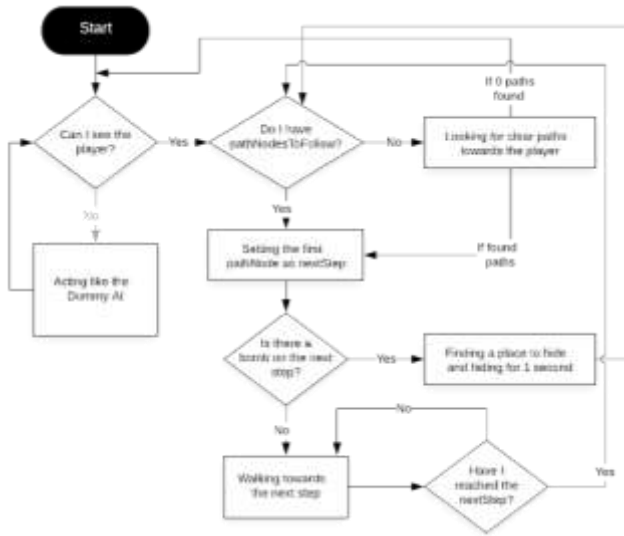 Start
Can I see the
player?
Yes
No
Acting like the
Dummy AI
Do I have
pathNodesToFollow?
No
Looking for clear paths
towards the player
If 0 paths
found
If found
paths
Yes
Setting the first
pathNode as nextStep
Is there a
bomb on the next
step?
Yes
Finding a place to hide
and hiding for 1 second
No
Walking towards
the next step
No
Have I
reached the
nextStep?
Yes